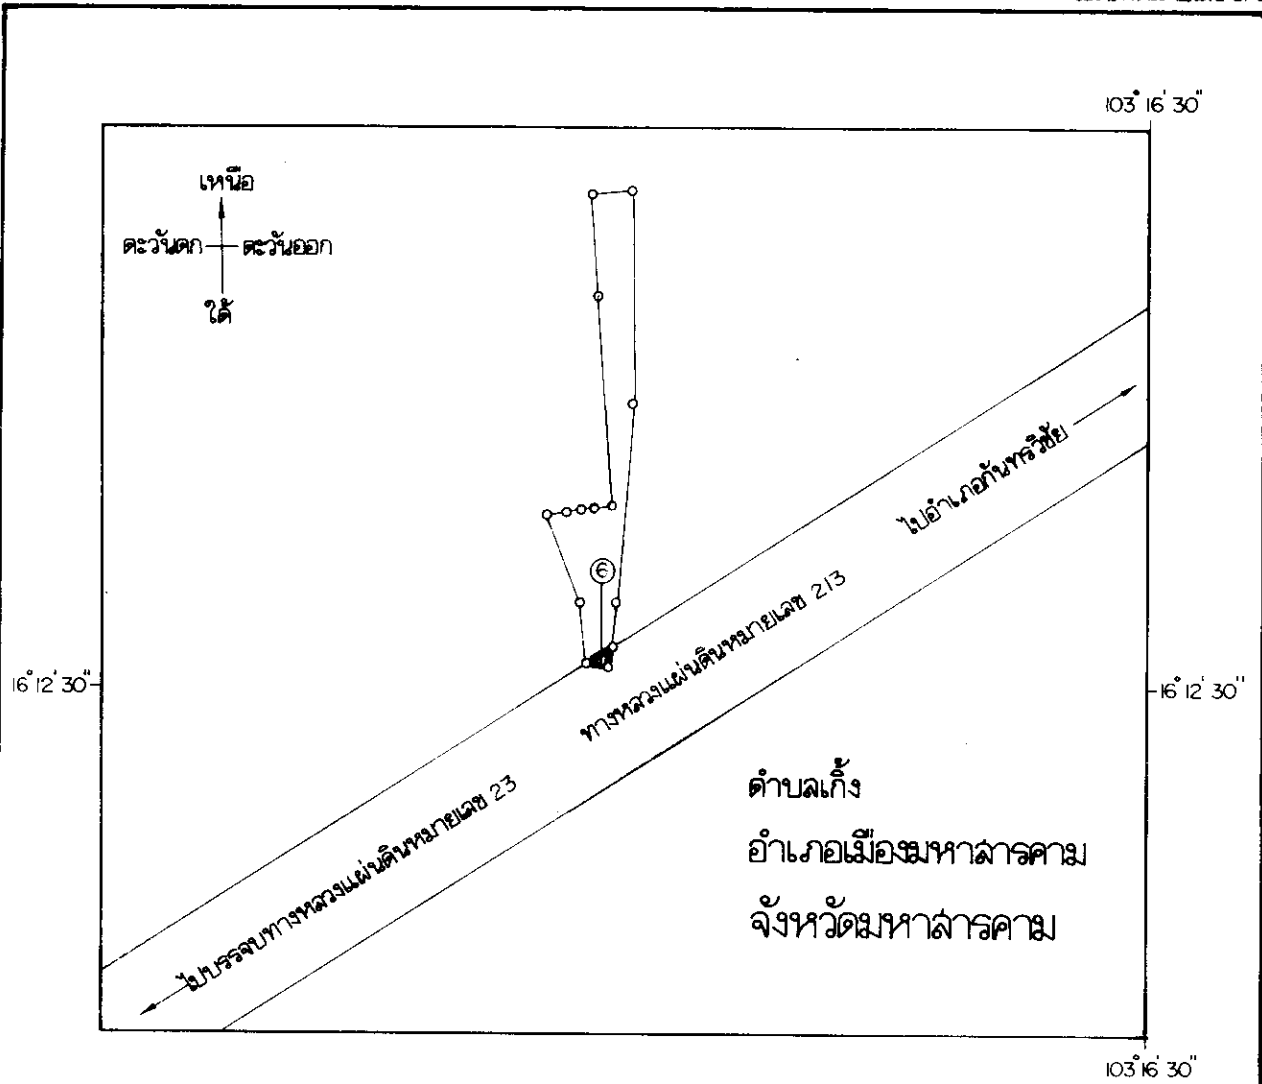 103° 16' 30"
เหนือ
ตะวันตก
ตะวันออก
ใต้
ไปอำเภอกันทรวิชัย
6
ทางหลวงแผ่นดินหมายเลข 213
16° 12' 30"
16° 12' 30"
ไปบรรจบทางหลวงแผ่นดินหมายเลข 23
ตำบลเกิ้ง
อำเภอเมืองมหาสารคาม
จังหวัดมหาสารคาม
103° 16' 30"